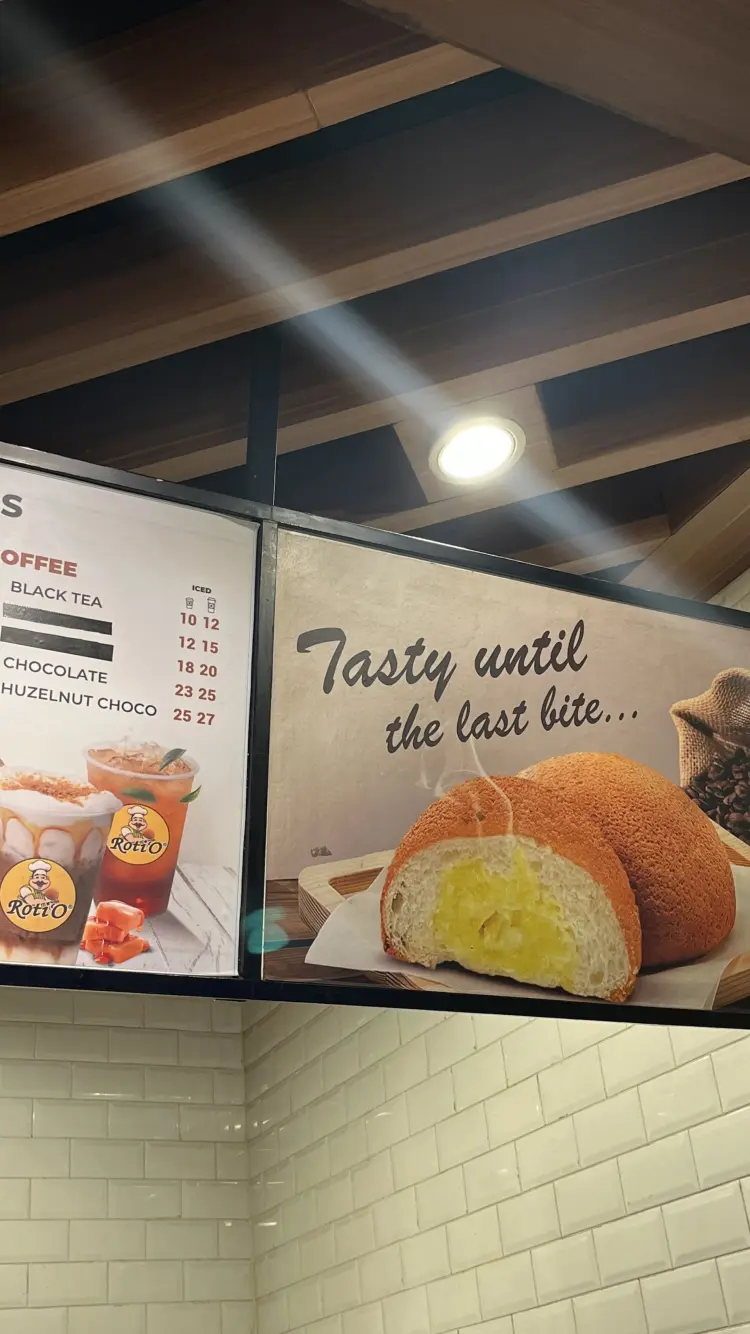 S
OFFEE
ICED
BLACK TEA 10 12
12 15
18 20
CHOCOLATE 23 25
HUZELNUT CHOCO 25 27
Roti'O®
Roti'O®
Tasty until
the last bite...